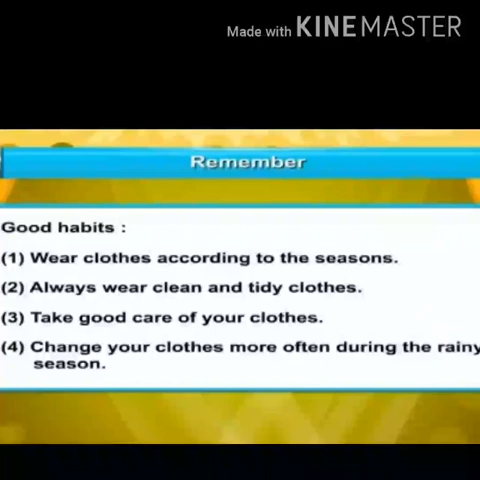 Made with KINEMASTER
Remember
Good habits :
(1) Wear clothes according to the seasons.
(2) Always wear clean and tidy clothes.
(3) Take good care of your clothes.
(4) Change your clothes more often during the rainy
season.